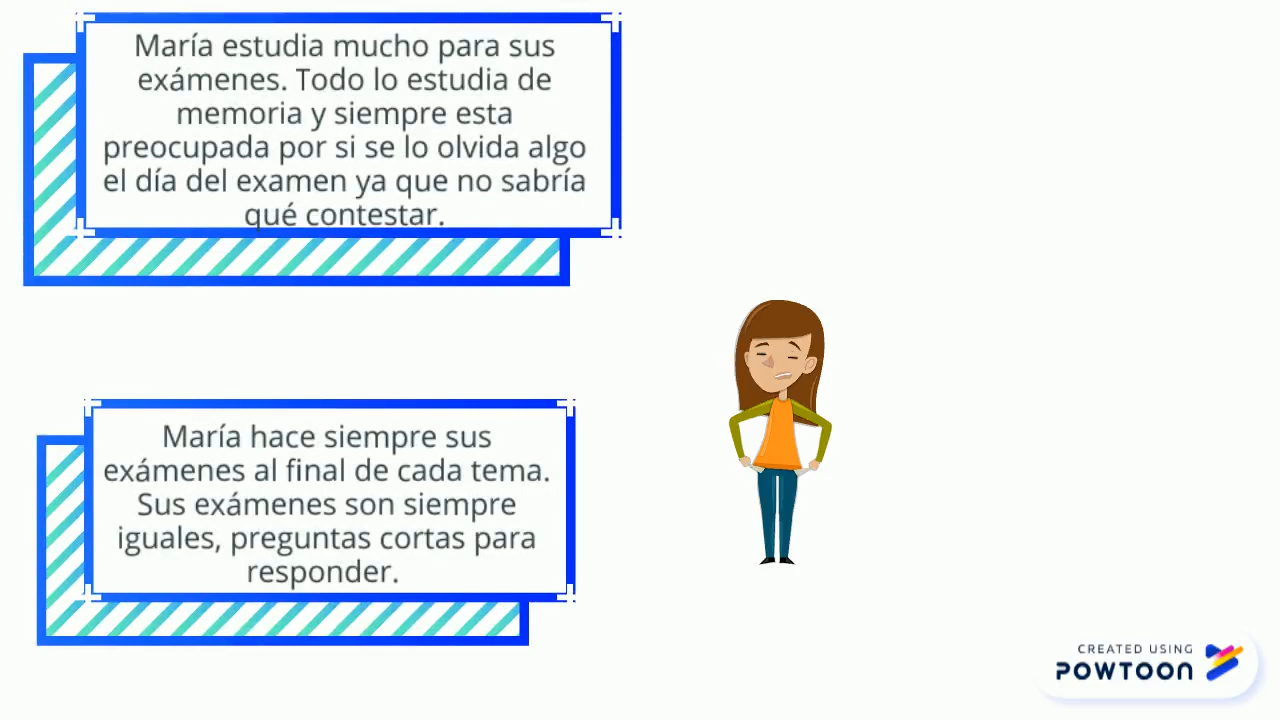 María estudia mucho para sus
exámenes. Todo lo estudia de
memoria y siempre esta
preocupada por si se lo olvida algo
el día del examen ya que no sabría
qué contestar.
María hace siempre sus
exámenes al final de cada tema.
Sus exámenes son siempre
iguales, preguntas cortas para
responder.
CREATED USING
POWTOON